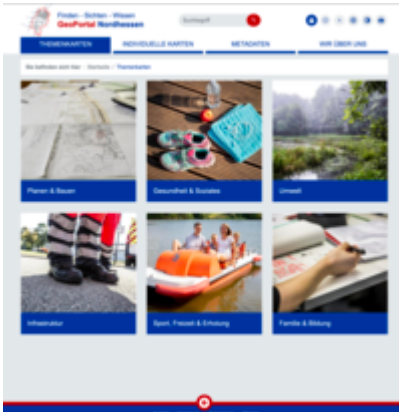 Finden - Sichten - Wissen
GeoPortal Nordhessen
Suchbegriff
THEMENKARTEN
INDIVIDUELLE KARTEN
METADATEN
WIR ÜBER UNS
Sie befinden sich hier : Startseite / Themenkarten
Planen & Bauen
Gesundheit & Soziales
Umwelt
Infrastruktur
Sport, Freizeit & Erholung
Familie & Bildung